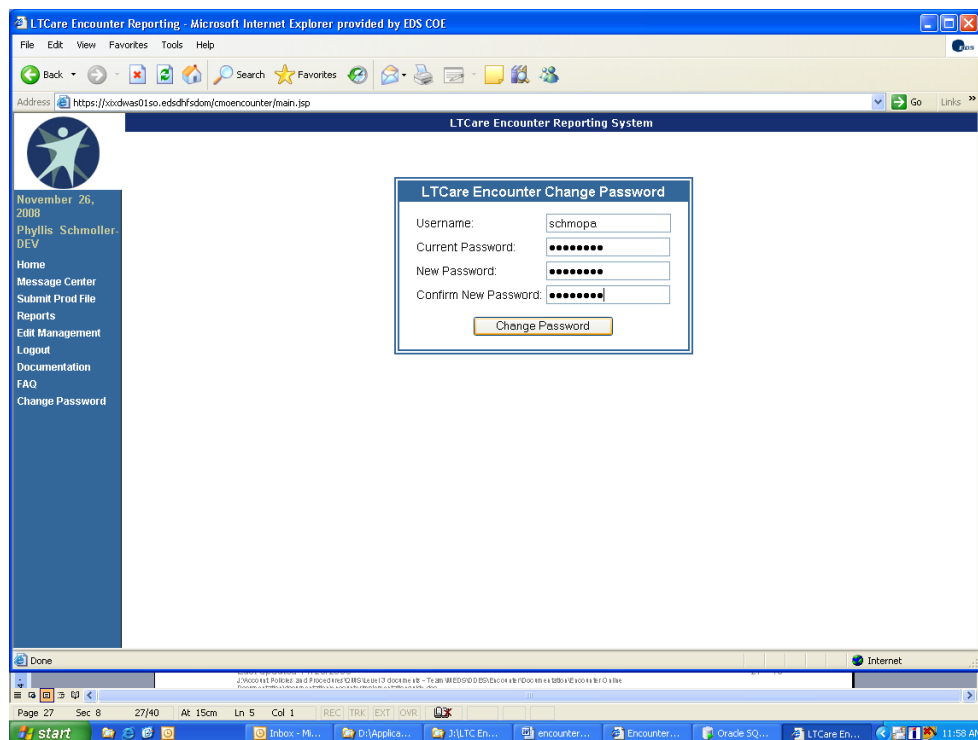 LTCare Encounter Reporting - Microsoft Internet Explorer provided by EDS COE
File Edit View Favorites Tools Help
EDS
Back Search Favorites
Address https://xixdwas01so.edsdhfsdom/cmoencounter/main.jsp Go Links »
LTCare Encounter Reporting System
November 26,
2008
Phyllis Schmoller-
DEV
Home
Message Center
Submit Prod File
Reports
Edit Management
Logout
Documentation
FAQ
Change Password
LTCare Encounter Change Password
Username: schmopa
Current Password: ●●●●●●●●
New Password: ●●●●●●●●
Confirm New Password: ●●●●●●●●
Change Password
Done Internet
Page 27 Sec 8 27/40 At 15cm Ln 5 Col 1 REC TRK EXT OVR
start Inbox - Mi... D:\Applica... J:\LTC En... encounter... Encounter... Oracle SQ... LTCare En... 11:58 AM